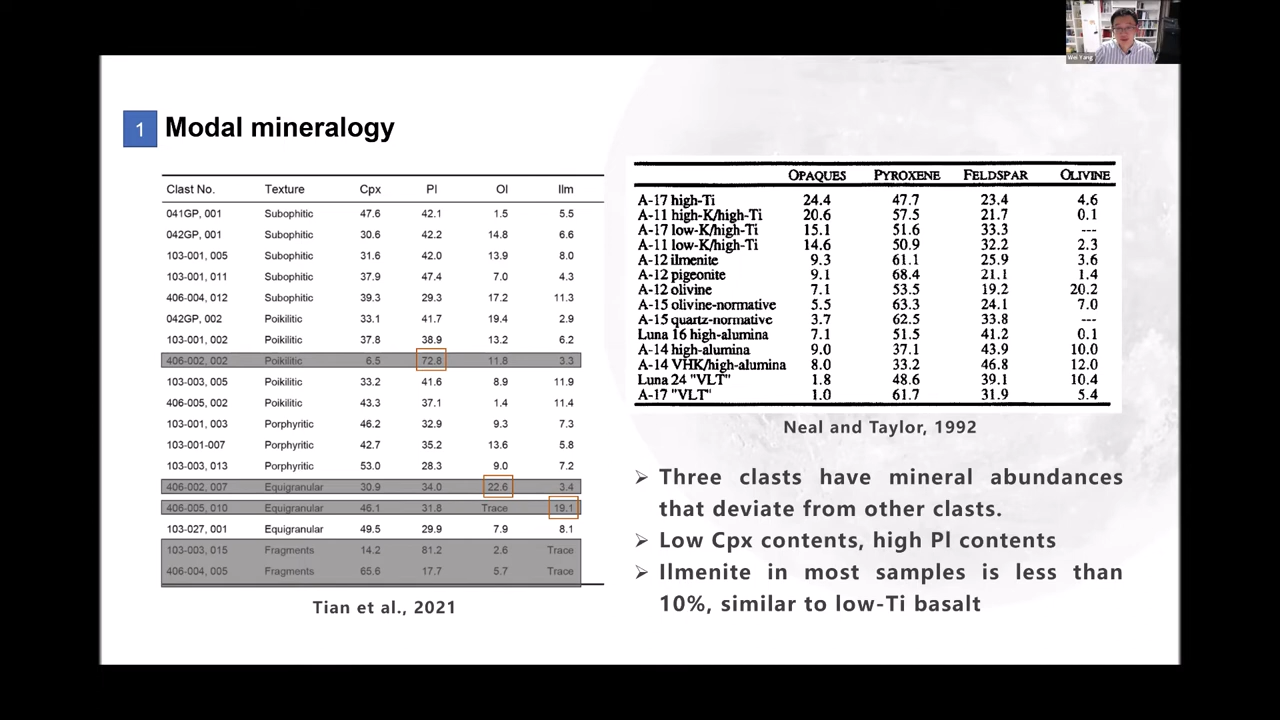 Wei Yang
1 Modal mineralogy
Clast No. Texture Cpx Pl Ol Ilm
041GP, 001 Subophitic 47.6 42.1 1.5 5.5
042GP, 001 Subophitic 30.6 42.2 14.8 6.6
103-001, 005 Subophitic 31.6 42.0 13.9 8.0
103-001, 011 Subophitic 37.9 47.4 7.0 4.3
406-004, 012 Subophitic 39.3 29.3 17.2 11.3
042GP, 002 Poikilitic 33.1 41.7 19.4 2.9
103-001, 002 Poikilitic 37.8 38.9 13.2 6.2
406-002, 002 Poikilitic 6.5 72.8 11.8 3.3
103-003, 005 Poikilitic 33.2 41.6 8.9 11.9
406-005, 002 Poikilitic 43.3 37.1 1.4 11.4
103-001, 003 Porphyritic 46.2 32.9 9.3 7.3
103-001-007 Porphyritic 42.7 35.2 13.6 5.8
103-003, 013 Porphyritic 53.0 28.3 9.0 7.2
406-002, 007 Equigranular 30.9 34.0 22.6 3.4
406-005, 010 Equigranular 46.1 31.8 Trace 19.1
103-027, 001 Equigranular 49.5 29.9 7.9 8.1
103-003, 015 Fragments 14.2 81.2 2.6 Trace
406-004, 005 Fragments 65.6 17.7 5.7 Trace
Tian et al., 2021
OPAQUES PYROXENE FELDSPAR OLIVINE
A-17 high-Ti 24.4 47.7 23.4 4.6
A-11 high-K/high-Ti 20.6 57.5 21.7 0.1
A-17 low-K/high-Ti 15.1 51.6 33.3 ---
A-11 low-K/high-Ti 14.6 50.9 32.2 2.3
A-12 ilmenite 9.3 61.1 25.9 3.6
A-12 pigeonite 9.1 68.4 21.1 1.4
A-12 olivine 7.1 53.5 19.2 20.2
A-15 olivine-normative 5.5 63.3 24.1 7.0
A-15 quartz-normative 3.7 62.5 33.8 ---
Luna 16 high-alumina 7.1 51.5 41.2 0.1
A-14 high-alumina 9.0 37.1 43.9 10.0
A-14 VHK/high-alumina 8.0 33.2 46.8 12.0
Luna 24 "VLT" 1.8 48.6 39.1 10.4
A-17 "VLT" 1.0 61.7 31.9 5.4
Neal and Taylor, 1992
➢ Three clasts have mineral abundances
that deviate from other clasts.
➢ Low Cpx contents, high Pl contents
➢ Ilmenite in most samples is less than
10%, similar to low-Ti basalt